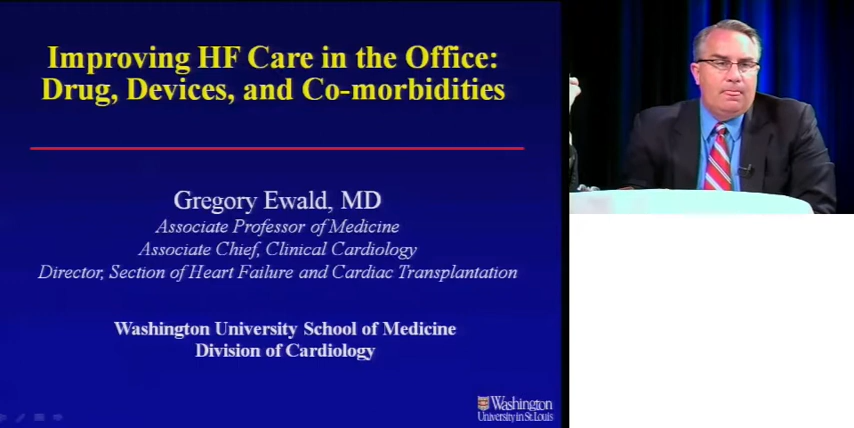 Improving HF Care in the Office:
Drug, Devices, and Co-morbidities
Gregory Ewald, MD
Associate Professor of Medicine
Associate Chief, Clinical Cardiology
Director, Section of Heart Failure and Cardiac Transplantation
Washington University School of Medicine
Division of Cardiology
Washington
University in St. Louis